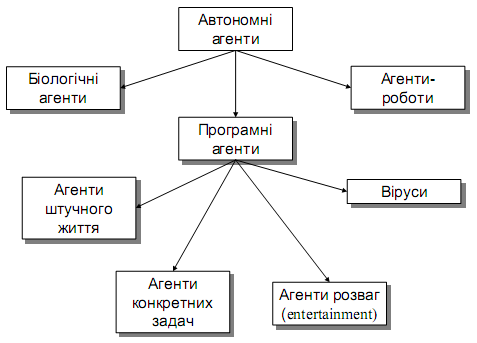 Автономні
агенти
Біологічні
агенти
Агенти-
роботи
Програмні
агенти
Агенти
штучного
життя
Віруси
Агенти
конкретних
задач
Агенти розваг
(entertainment)